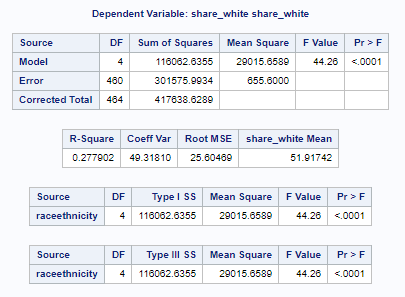 Dependent Variable: share_white share_white
Source DF Sum of Squares Mean Square F Value Pr > F
Model 4 116062.6355 29015.6589 44.26 <.0001
Error 460 301575.9934 655.6000
Corrected Total 464 417638.6289
R-Square Coeff Var Root MSE share_white Mean
0.277902 49.31810 25.60469 51.91742
Source DF Type I SS Mean Square F Value Pr > F
raceethnicity 4 116062.6355 29015.6589 44.26 <.0001
Source DF Type III SS Mean Square F Value Pr > F
raceethnicity 4 116062.6355 29015.6589 44.26 <.0001